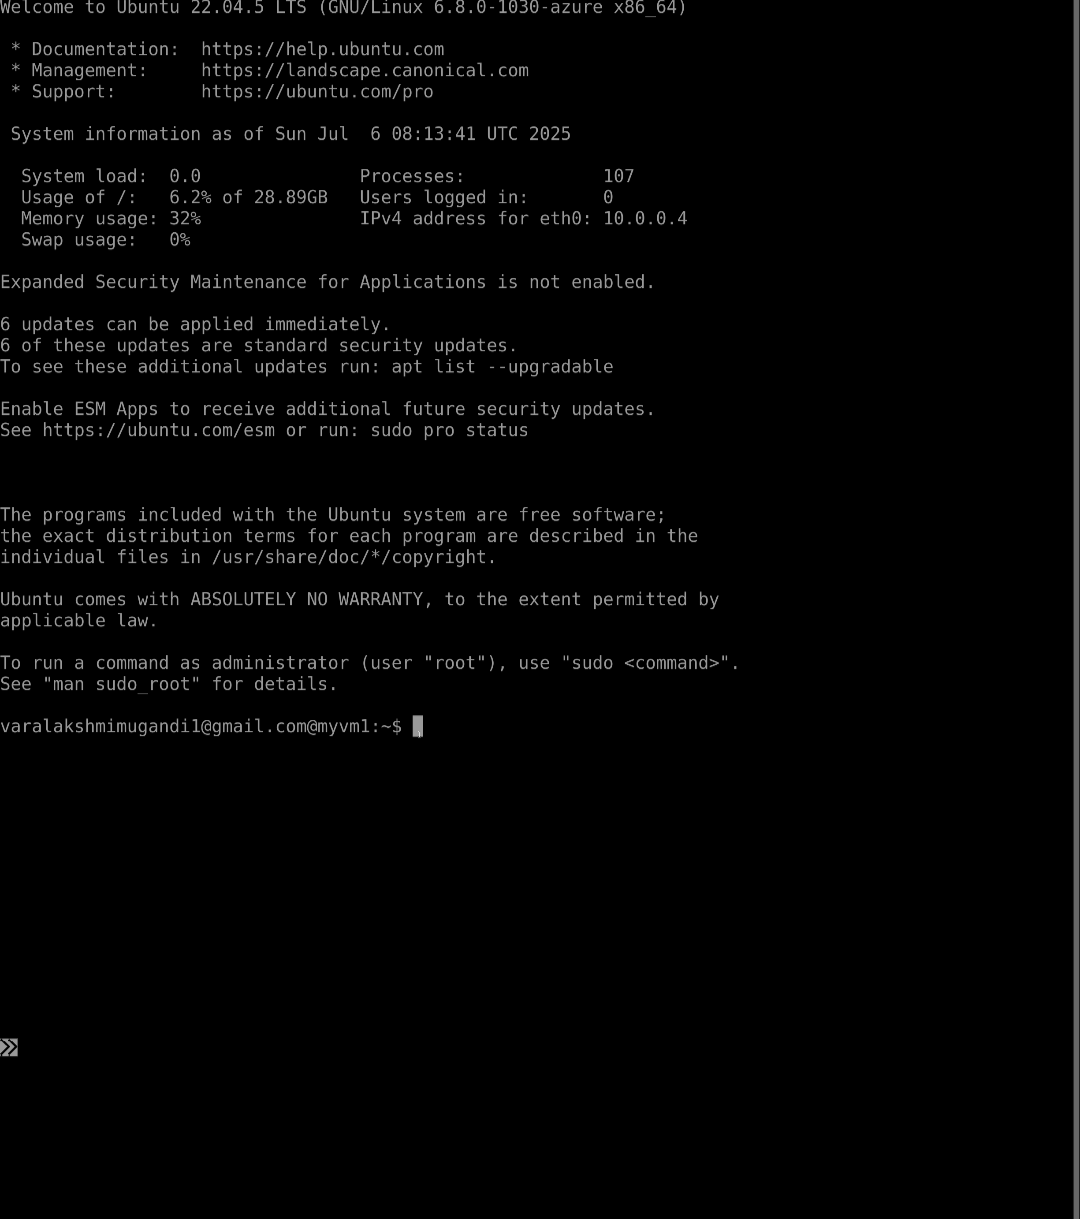 Welcome to Ubuntu 22.04.5 LTS (GNU/Linux 6.8.0-1030-azure x86_64)
* Documentation:  https://help.ubuntu.com
* Management:     https://landscape.canonical.com
* Support:        https://ubuntu.com/pro
System information as of Sun Jul  6 08:13:41 UTC 2025
System load:  0.0               Processes:             107
Usage of /:   6.2% of 28.89GB   Users logged in:       0
Memory usage: 32%               IPv4 address for eth0: 10.0.0.4
Swap usage:   0%
Expanded Security Maintenance for Applications is not enabled.
6 updates can be applied immediately.
6 of these updates are standard security updates.
To see these additional updates run: apt list --upgradable
Enable ESM Apps to receive additional future security updates.
See https://ubuntu.com/esm or run: sudo pro status
The programs included with the Ubuntu system are free software;
the exact distribution terms for each program are described in the
individual files in /usr/share/doc/*/copyright.
Ubuntu comes with ABSOLUTELY NO WARRANTY, to the extent permitted by
applicable law.
To run a command as administrator (user "root"), use "sudo <command>".
See "man sudo_root" for details.
varalakshmimugandi1@gmail.com@myvm1:~$